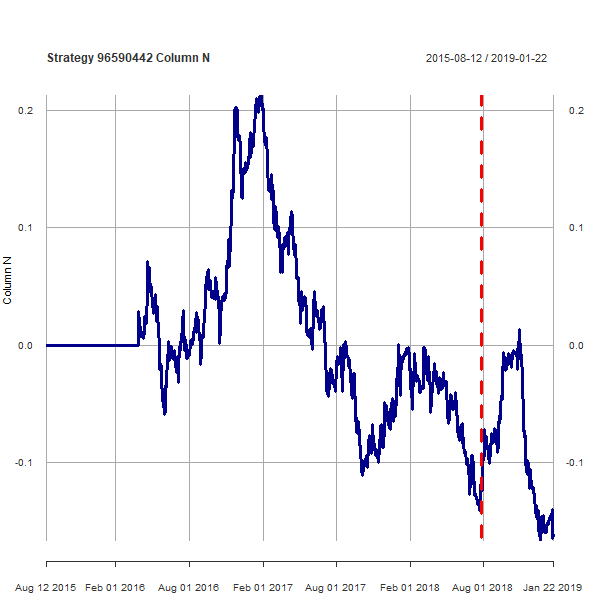 Strategy 96590442 Column N 2015-08-12 / 2019-01-22
0.2 0.2
0.1 0.1
0.0 0.0
-0.1 -0.1
Column N
Aug 12 2015 Feb 01 2016 Aug 01 2016 Feb 01 2017 Aug 01 2017 Feb 01 2018 Aug 01 2018 Jan 22 2019